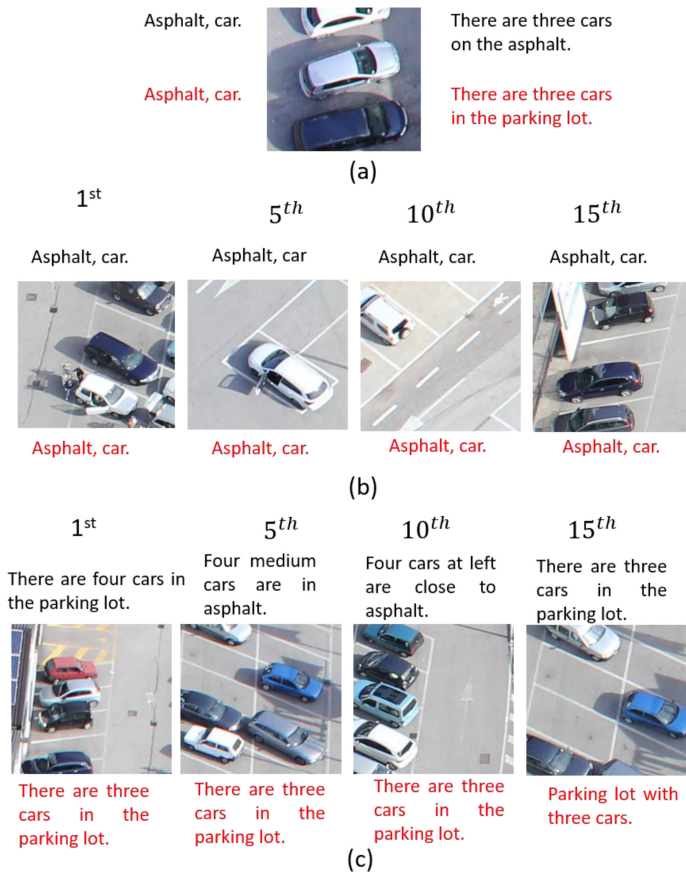 Asphalt, car.
There are three cars
on the asphalt.
Asphalt, car.
There are three cars
in the parking lot.
(a)
1st
5th
10th
15th
Asphalt, car.
Asphalt, car
Asphalt, car.
Asphalt, car.
Asphalt, car.
Asphalt, car.
Asphalt, car.
Asphalt, car.
(b)
1st
5th
10th
15th
There are four cars in
the parking lot.
Four medium
cars are in
asphalt.
Four cars at left
are close to
asphalt.
There are three
cars in the
parking lot.
There are three
cars in the
parking lot.
There are three
cars in the
parking lot.
There are three
cars in the
parking lot.
Parking lot with
three cars.
(c)